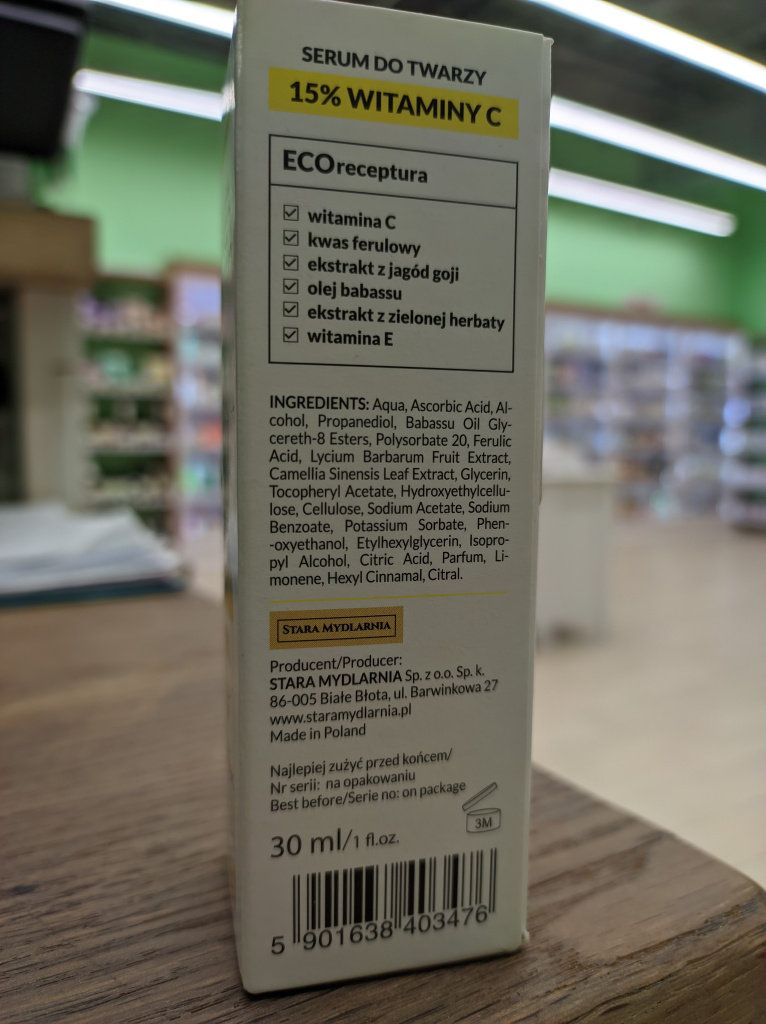 SERUM DO TWARZY
15% WITAMINY C
ECOreceptura
witamina C
kwas ferulowy
ekstrakt z jagód goji
olej babassu
ekstrakt z zielonej herbaty
witamina E
INGREDIENTS: Aqua, Ascorbic Acid, Al-
cohol, Propanediol, Babassu Oil Gly-
cereth-8 Esters, Polysorbate 20, Ferulic
Acid, Lycium Barbarum Fruit Extract,
Camellia Sinensis Leaf Extract, Glycerin,
Tocopheryl Acetate, Hydroxyethylcellu-
lose, Cellulose, Sodium Acetate, Sodium
Benzoate, Potassium Sorbate, Phen-
-oxyethanol, Etylhexylglycerin, Isopro-
pyl Alcohol, Citric Acid, Parfum, Li-
monene, Hexyl Cinnamal, Citral.
STARA MYDLARNIA
Producent/Producer:
STARA MYDLARNIA Sp. z o.o. Sp. k.
86-005 Białe Błota, ul. Barwinkowa 27
www.staramydlarnia.pl
Made in Poland
Najlepiej zużyć przed końcem/
Nr serii: na opakowaniu
Best before/Serie no: on package
3M
30 ml/1 fl.oz.
5 901638 403476